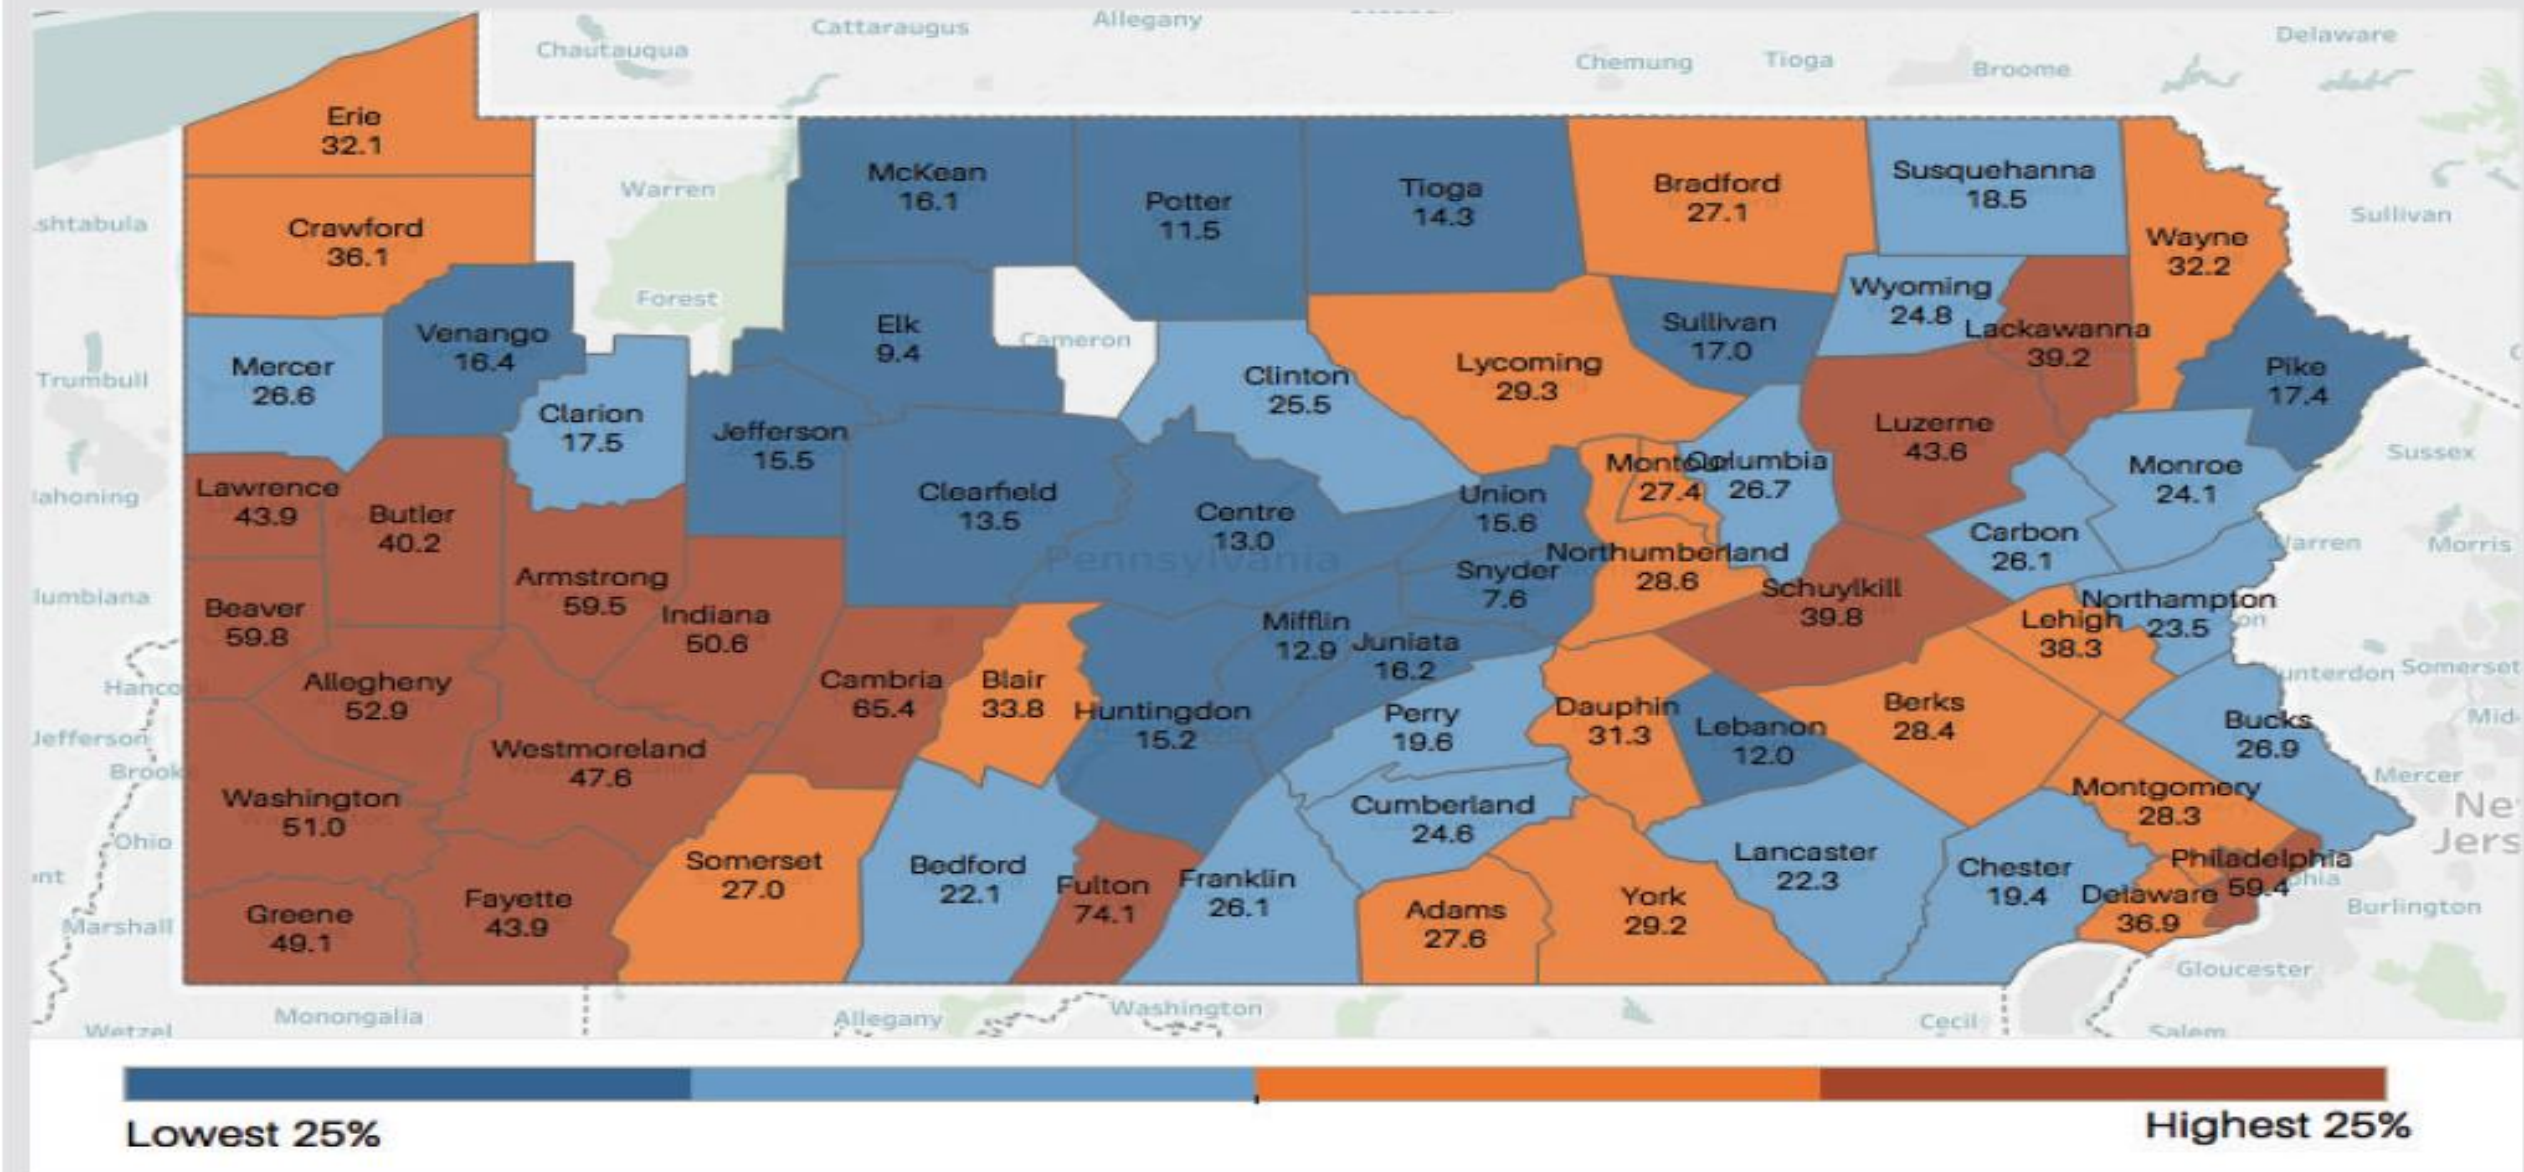 Chautauqua
Cattaraugus
Allegany
Chemung
Tioga
Broome
Delaware
Erie
32.1
Warren
McKean
16.1
Potter
11.5
Tioga
14.3
Bradford
27.1
Susquehanna
18.5
Wayne
32.2
Sullivan
shtabula
Crawford
36.1
Forest
Cameron
Trumbull
Mercer
26.6
Venango
16.4
Clarion
17.5
Elk
9.4
Jefferson
15.5
Clinton
25.5
Lycoming
29.3
Sullivan
17.0
Wyoming
24.8
Lackawanna
39.2
Pike
17.4
Sussex
Luzerne
43.6
Montour
27.4
Columbia
26.7
Monroe
24.1
Carbon
26.1
Warren
Morris
Mahoning
Lawrence
43.9
Butler
40.2
Clearfield
13.5
Centre
13.0
Pennsylvania
Union
15.6
Snyder
7.6
Northumberland
28.6
Schuylkill
39.8
Northampton
23.5
Lehigh
38.3
lumbiana
Beaver
59.8
Armstrong
59.5
Indiana
50.6
Mifflin
12.9
Juniata
16.2
Hunterdon
Somerset
Hancoc
Allegheny
52.9
Cambria
65.4
Blair
33.8
Huntingdon
15.2
Perry
19.6
Dauphin
31.3
Lebanon
12.0
Berks
28.4
Bucks
26.9
Mid-
Jefferson
Brook
Westmoreland
47.6
Washington
51.0
Cumberland
24.6
Montgomery
28.3
Mercer
Ne
Jers
Ohio
Somerset
27.0
Bedford
22.1
Fulton
74.1
Franklin
26.1
Lancaster
22.3
Chester
19.4
Philadelphia
59.4
Delaware
36.9
phia
Burlington
nt
Marshall
Greene
49.1
Fayette
43.9
Adams
27.6
York
29.2
Gloucester
Wetzel
Monongalia
Allegany
Washington
Cecil
Salem
Lowest 25%
Highest 25%